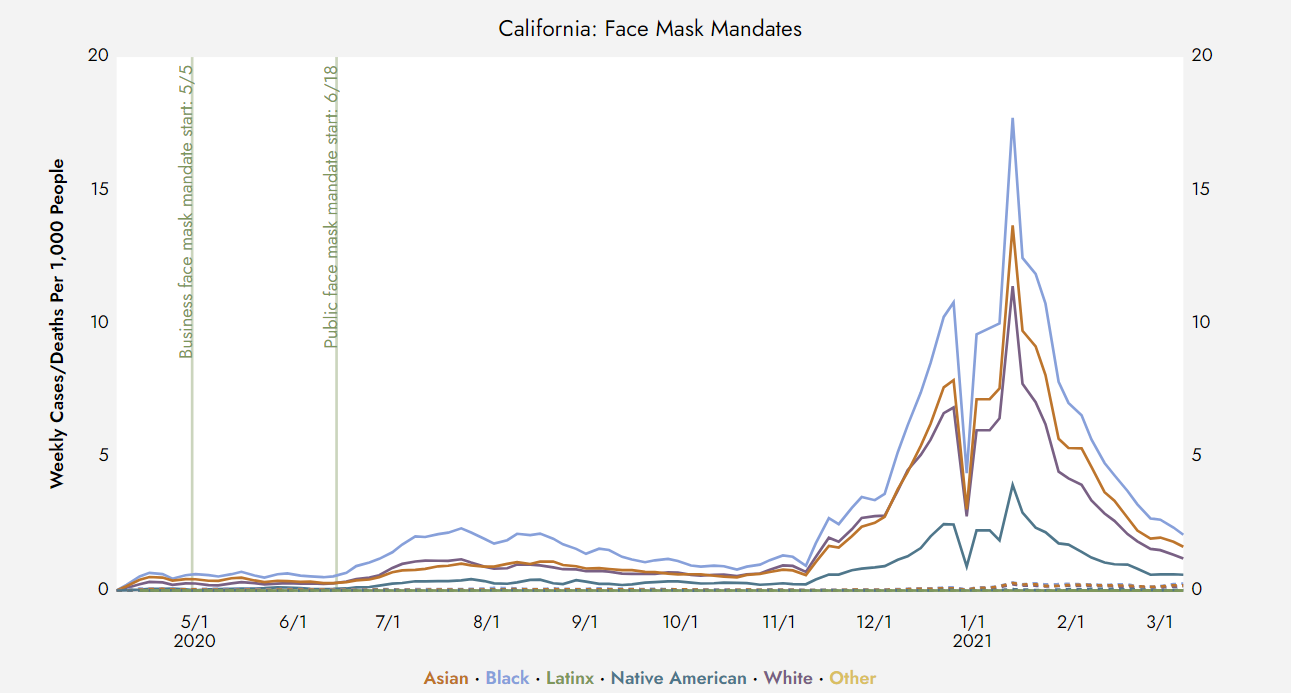 California: Face Mask Mandates
20
15
10
5
0
Weekly Cases/Deaths Per 1,000 People
Business face mask mandate start: 5/5
Public face mask mandate start: 6/18
20
15
10
5
0
5/1 6/1 7/1 8/1 9/1 10/1 11/1 12/1 1/1 2/1 3/1
2020 2021
Asian · Black · Latinx · Native American · White · Other